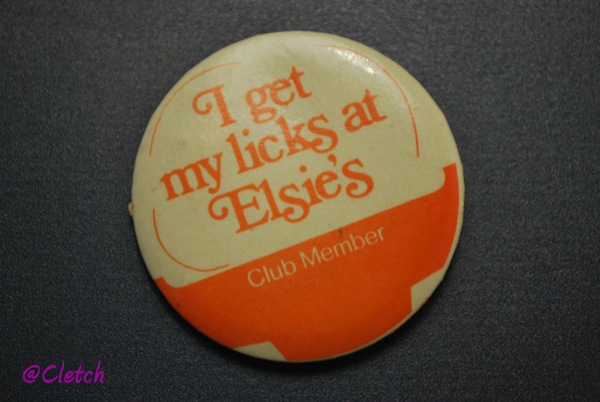 I get
my licks at
Elsie's
Club Member
@Cletch